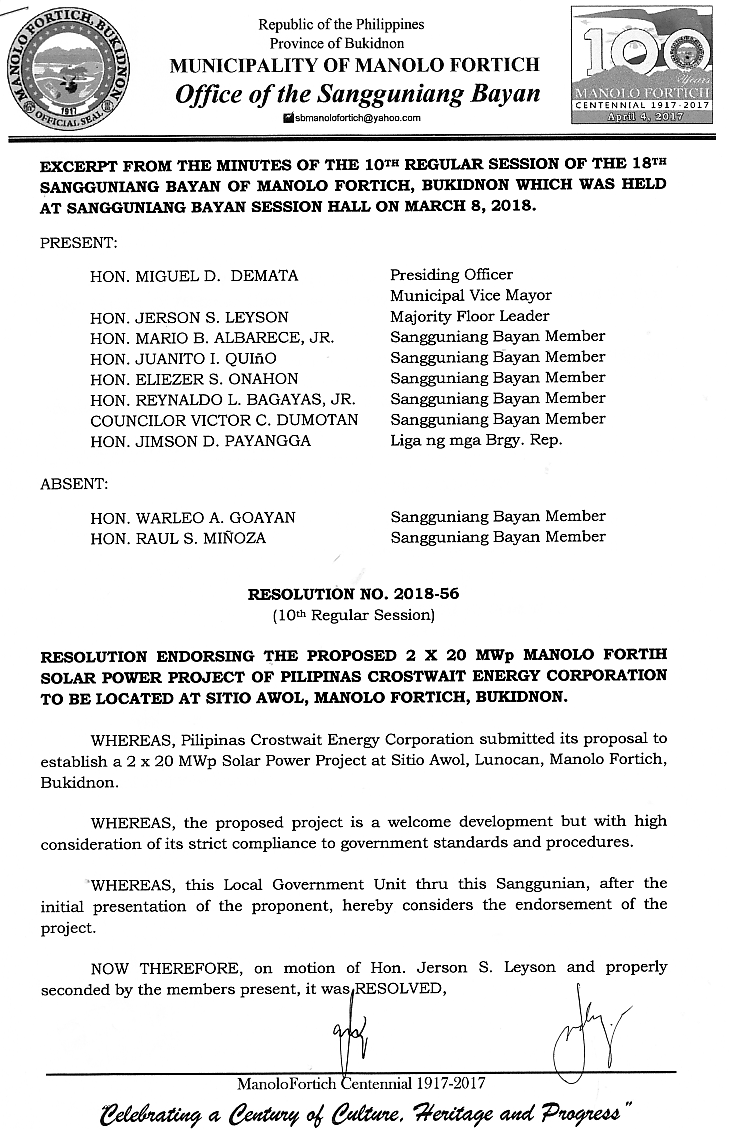 MANOLO FORTICH, BUKIDNON
1917
OFFICIAL SEAL
Republic of the Philippines
Province of Bukidnon
MUNICIPALITY OF MANOLO FORTICH
Office of the Sangguniang Bayan
sbmanolofortich@yahoo.com
100
Years
MANOLO FORTICH
CENTENNIAL 1917-2017
April 4, 2017
EXCERPT FROM THE MINUTES OF THE 10TH REGULAR SESSION OF THE 18TH
SANGGUNIANG BAYAN OF MANOLO FORTICH, BUKIDNON WHICH WAS HELD
AT SANGGUNIANG BAYAN SESSION HALL ON MARCH 8, 2018.
PRESENT:
HON. MIGUEL D. DEMATA Presiding Officer
Municipal Vice Mayor
HON. JERSON S. LEYSON Majority Floor Leader
HON. MARIO B. ALBARECE, JR. Sangguniang Bayan Member
HON. JUANITO I. QUIñO Sangguniang Bayan Member
HON. ELIEZER S. ONAHON Sangguniang Bayan Member
HON. REYNALDO L. BAGAYAS, JR. Sangguniang Bayan Member
COUNCILOR VICTOR C. DUMOTAN Sangguniang Bayan Member
HON. JIMSON D. PAYANGGA Liga ng mga Brgy. Rep.
ABSENT:
HON. WARLEO A. GOAYAN Sangguniang Bayan Member
HON. RAUL S. MIÑOZA Sangguniang Bayan Member
RESOLUTION NO. 2018-56
(10th Regular Session)
RESOLUTION ENDORSING THE PROPOSED 2 X 20 MWp MANOLO FORTIH
SOLAR POWER PROJECT OF PILIPINAS CROSTWAIT ENERGY CORPORATION
TO BE LOCATED AT SITIO AWOL, MANOLO FORTICH, BUKIDNON.
WHEREAS, Pilipinas Crostwait Energy Corporation submitted its proposal to
establish a 2 x 20 MWp Solar Power Project at Sitio Awol, Lunocan, Manolo Fortich,
Bukidnon.
WHEREAS, the proposed project is a welcome development but with high
consideration of its strict compliance to government standards and procedures.
WHEREAS, this Local Government Unit thru this Sanggunian, after the
initial presentation of the proponent, hereby considers the endorsement of the
project.
NOW THEREFORE, on motion of Hon. Jerson S. Leyson and properly
seconded by the members present, it was RESOLVED,
ManoloFortich Centennial 1917-2017
"Celebrating a Century of Culture, Heritage and Progress"